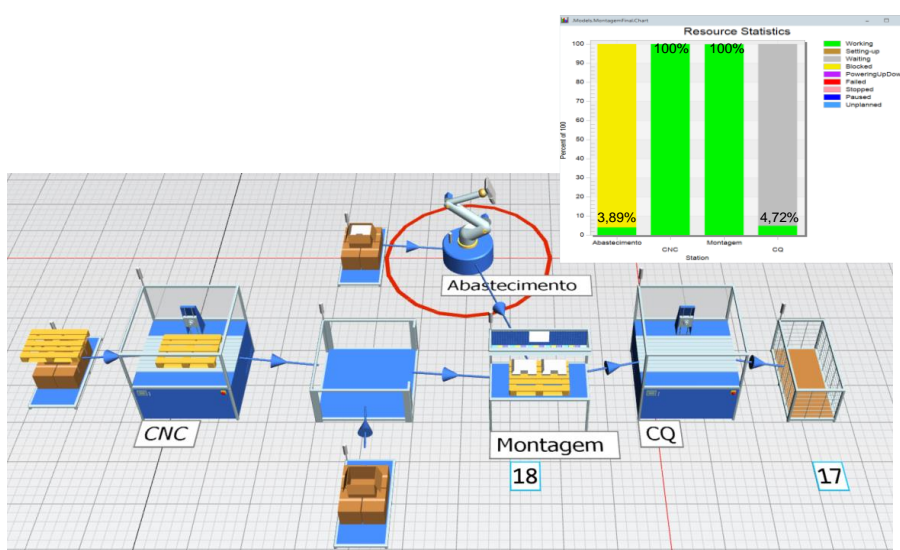 .Models.MontagemFinal.Chart
Resource Statistics
Percent of 100
100
90
80
70
60
50
40
30
20
10
0
100%
100%
3,89%
4,72%
Abastecimento
CNC
Montagem
CQ
Station
Working
Setting-up
Waiting
Blocked
PoweringUpDow
Failed
Stopped
Paused
Unplanned
Abastecimento
CNC
Montagem
CQ
18
17